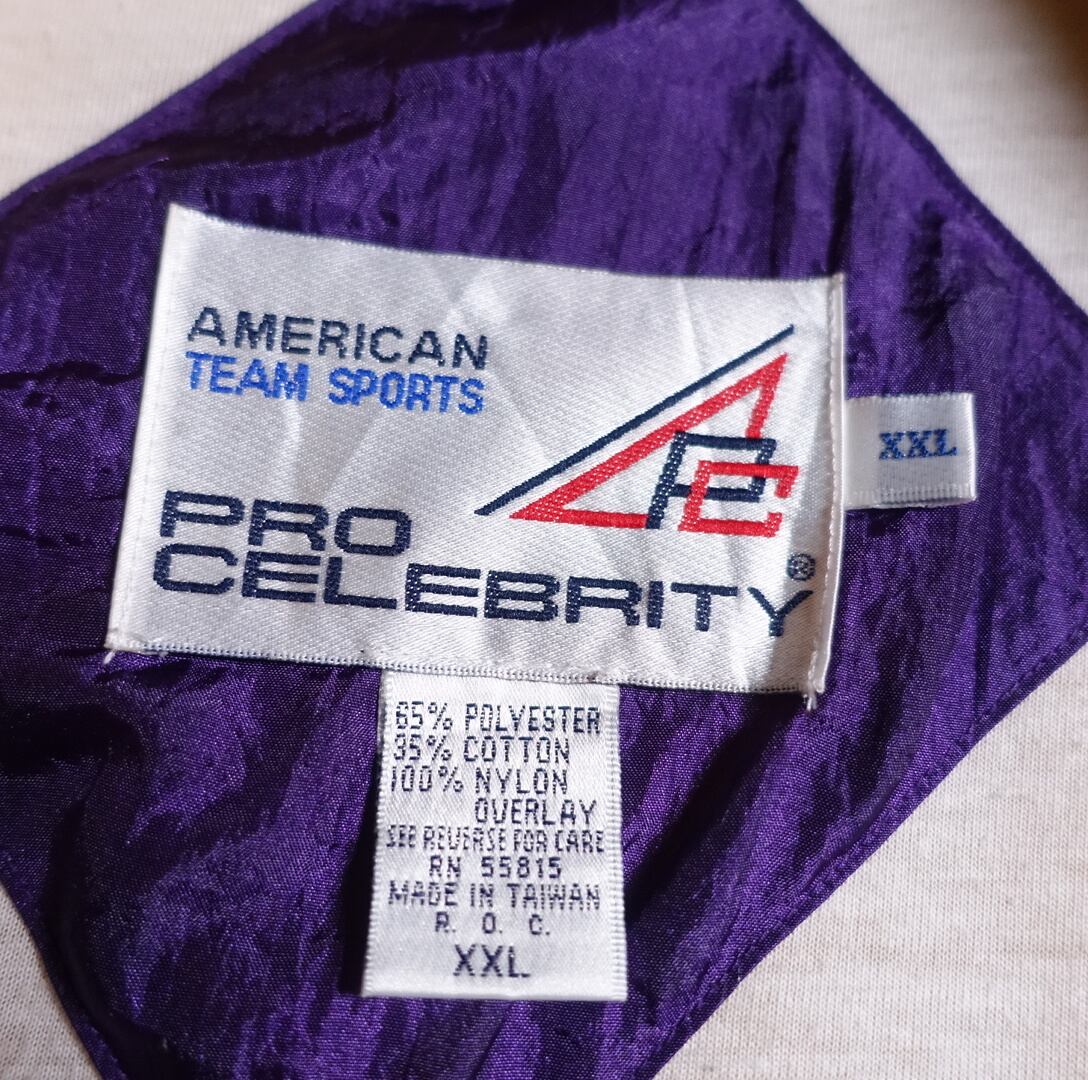 AMERICAN
TEAM SPORTS
PC
PRO
CELEBRITY®
XXL
65% POLYESTER
35% COTTON
100% NYLON
OVERLAY
SEE REVERSE FOR CARE
RN 55815
MADE IN TAIWAN
R. O. C.
XXL